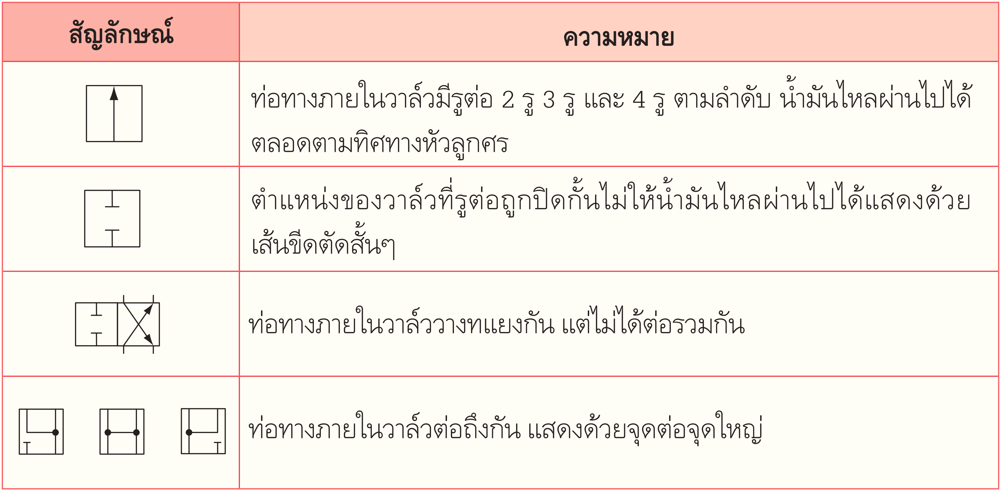 สัญลักษณ์
ความหมาย
ท่อทางภายในวาล์วมีรูต่อ 2 รู 3 รู และ 4 รู ตามลำดับ น้ำมันไหลผ่านไปได้
ตลอดตามทิศทางหัวลูกศร
ตำแหน่งของวาล์วที่รูต่อถูกปิดกั้นไม่ให้น้ำมันไหลผ่านไปได้แสดงด้วย
เส้นขีดตัดสั้นๆ
ท่อทางภายในวาล์ววางทแยงกัน แต่ไม่ได้ต่อรวมกัน
ท่อทางภายในวาล์วต่อถึงกัน แสดงด้วยจุดต่อจุดใหญ่